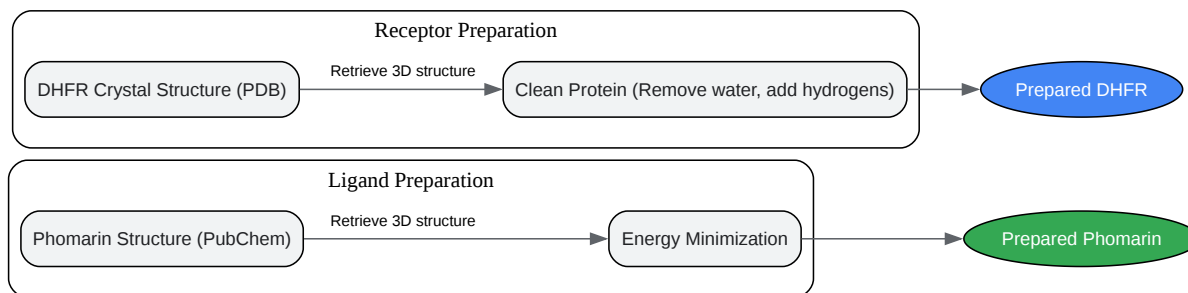 Receptor Preparation
DHFR Crystal Structure (PDB)
Retrieve 3D structure
Clean Protein (Remove water, add hydrogens)
Prepared DHFR
Ligand Preparation
Phomarin Structure (PubChem)
Retrieve 3D structure
Energy Minimization
Prepared Phomarin